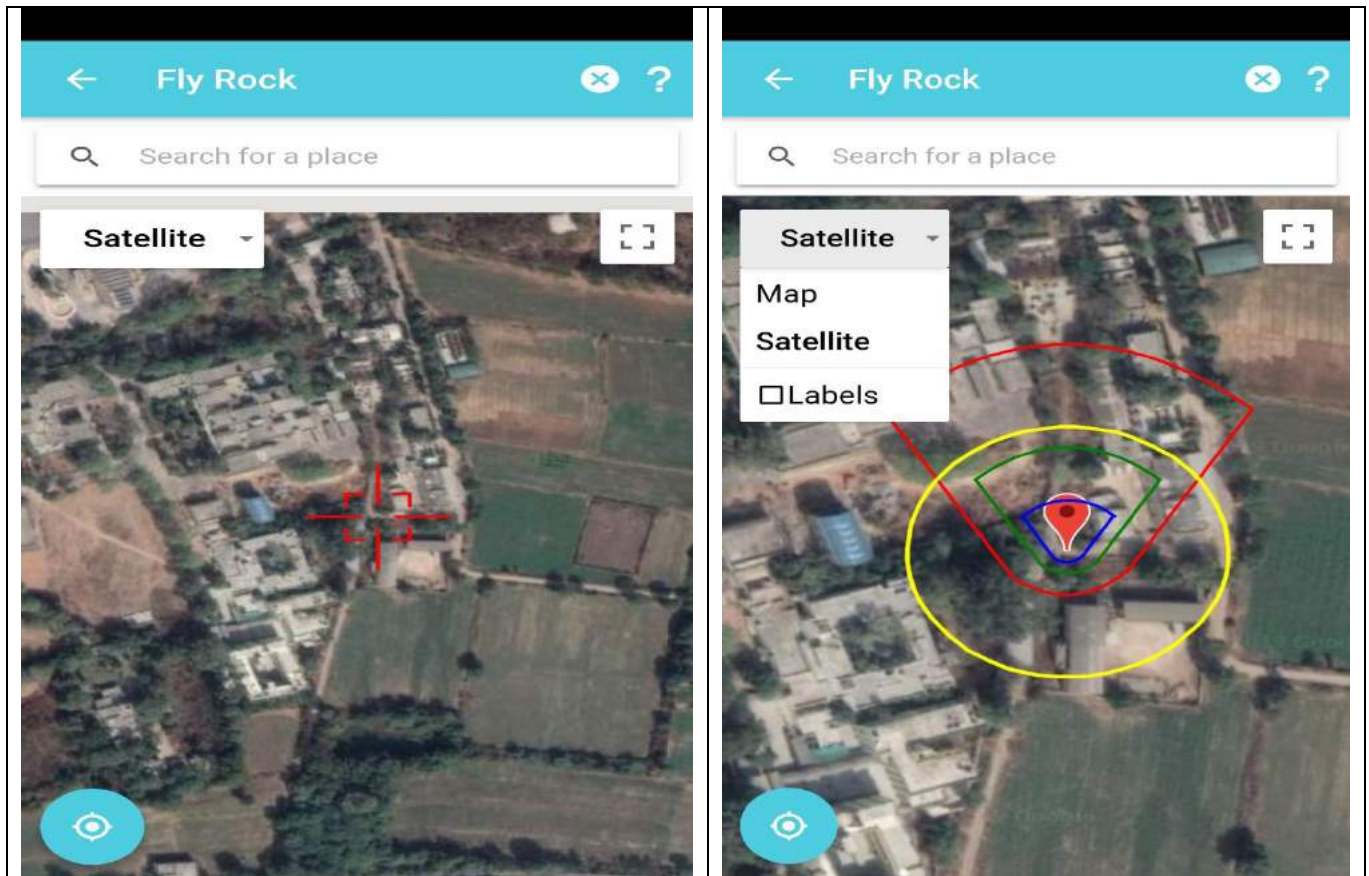 Fly Rock ?
Search for a place
Satellite
Fly Rock ?
Search for a place
Satellite
Map
Satellite
Labels